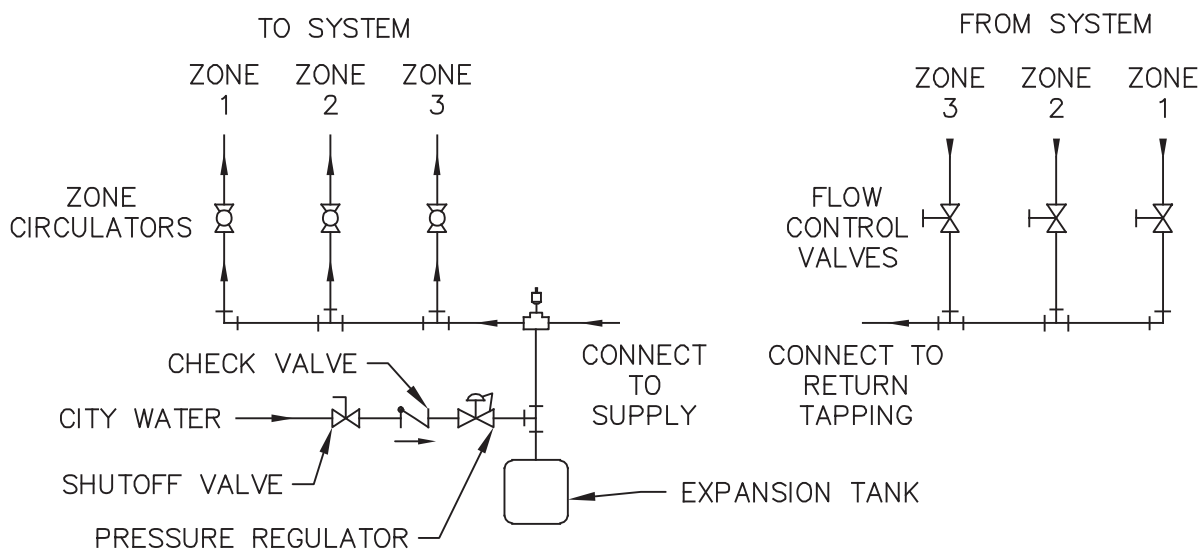 TO SYSTEM
ZONE
1
ZONE
2
ZONE
3
ZONE
CIRCULATORS
FROM SYSTEM
ZONE
3
ZONE
2
ZONE
1
FLOW
CONTROL
VALVES
CHECK VALVE
CITY WATER
SHUTOFF VALVE
PRESSURE REGULATOR
CONNECT
TO
SUPPLY
EXPANSION TANK
CONNECT TO
RETURN
TAPPING